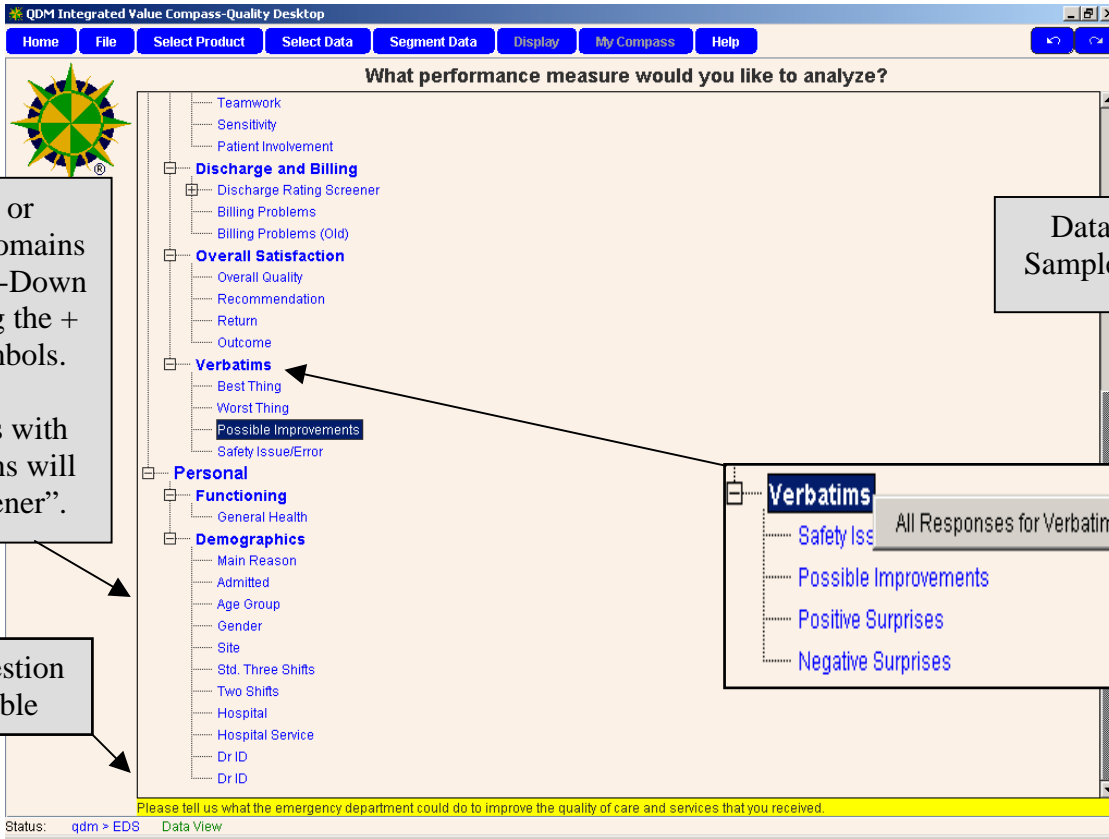 QDM Integrated Value Compass-Quality Desktop
Home File Select Product Select Data Segment Data Display My Compass Help
What performance measure would you like to analyze?
®
Teamwork
Sensitivity
Patient Involvement
Discharge and Billing
Discharge Rating Screener
Billing Problems
Billing Problems (Old)
Overall Satisfaction
Overall Quality
Recommendation
Return
Outcome
Verbatims
Best Thing
Worst Thing
Possible Improvements
Safety Issue/Error
Personal
Functioning
General Health
Demographics
Main Reason
Admitted
Age Group
Gender
Site
Std. Three Shifts
Two Shifts
Hospital
Hospital Service
Dr ID
Dr ID
or
omains
-Down
g the +
mbols.
s with
ns will
ener”.
estion
ble
Data
Sample
Verbatims
All Responses for Verbatim
Safety Iss
Possible Improvements
Positive Surprises
Negative Surprises
Please tell us what the emergency department could do to improve the quality of care and services that you received.
Status: qdm > EDS Data View